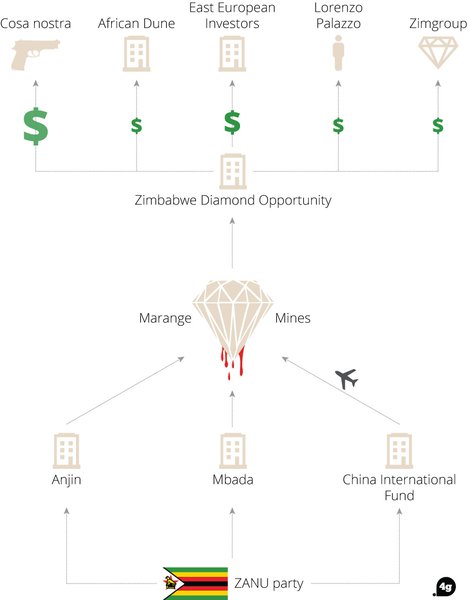 Cosa nostra
African Dune
East European
Investors
Lorenzo
Palazzo
Zimgroup
$
$
$
$
$
Zimbabwe Diamond Opportunity
Marange
Mines
Anjin
Mbada
China International
Fund
ZANU party
4g